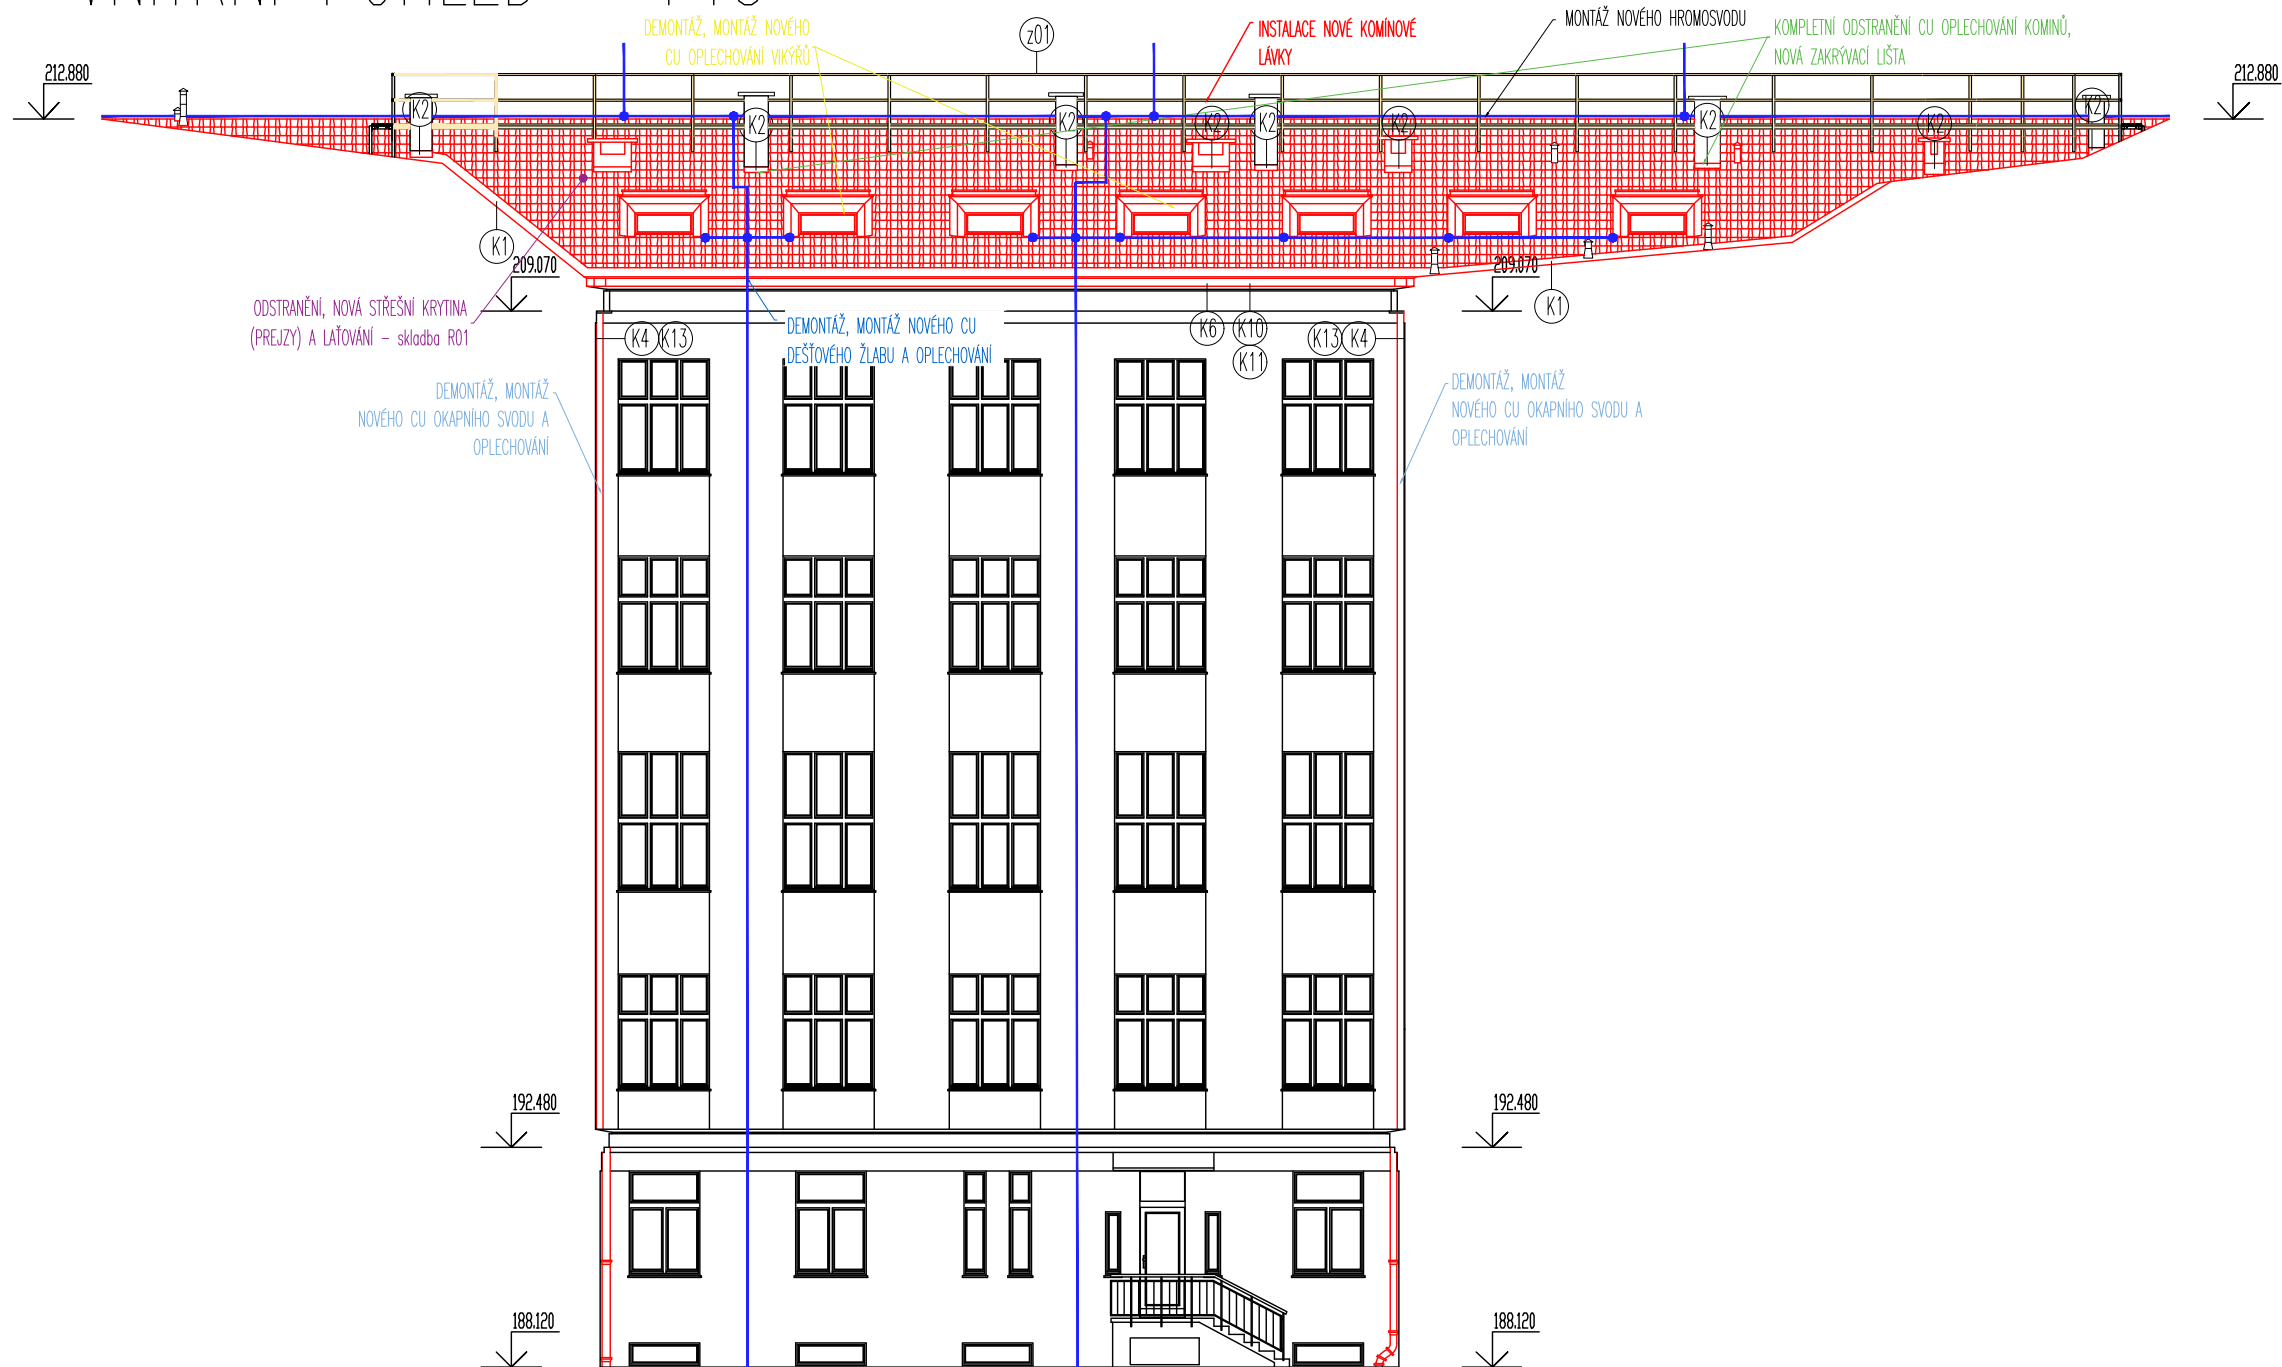 DEMONTÁŽ, MONTÁŽ NOVÉHO
CU OPLECHOVÁNÍ VIKÝŘŮ
z01
INSTALACE NOVÉ KOMÍNOVÉ
LÁVKY
MONTÁŽ NOVÉHO HROMOSVODU
KOMPLETNÍ ODSTRANĚNÍ CU OPLECHOVÁNÍ KOMINŮ,
NOVÁ ZAKRÝVACÍ LIŠTA
212.880
212.880
K2
K2
K2
K2
K2
K2
K2
K2
K2
K1
209.070
209.070
K1
ODSTRANĚNÍ, NOVÁ STŘEŠNÍ KRYTINA
(PREJZY) A LAŤOVÁNÍ – skladba R01
K4
K13
DEMONTÁŽ, MONTÁŽ NOVÉHO CU
DEŠŤOVÉHO ŽLABU A OPLECHOVÁNÍ
K6
K10
K11
K13
K4
DEMONTÁŽ, MONTÁŽ
NOVÉHO CU OKAPNÍHO SVODU A
OPLECHOVÁNÍ
DEMONTÁŽ, MONTÁŽ
NOVÉHO CU OKAPNÍHO SVODU A
OPLECHOVÁNÍ
192.480
192.480
188.120
188.120